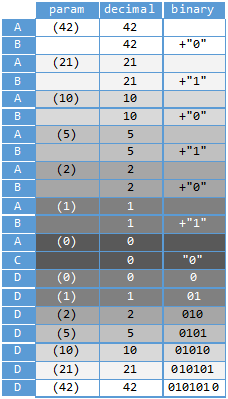 param decimal binary
A (42) 42
B 42 +"0"
A (21) 21
B 21 +"1"
A (10) 10
B 10 +"0"
A (5) 5
B 5 +"1"
A (2) 2
B 2 +"0"
A (1) 1
B 1 +"1"
A (0) 0
C 0 "0"
D (0) 0 0
D (1) 1 01
D (2) 2 010
D (5) 5 0101
D (10) 10 01010
D (21) 21 010101
D (42) 42 0101010